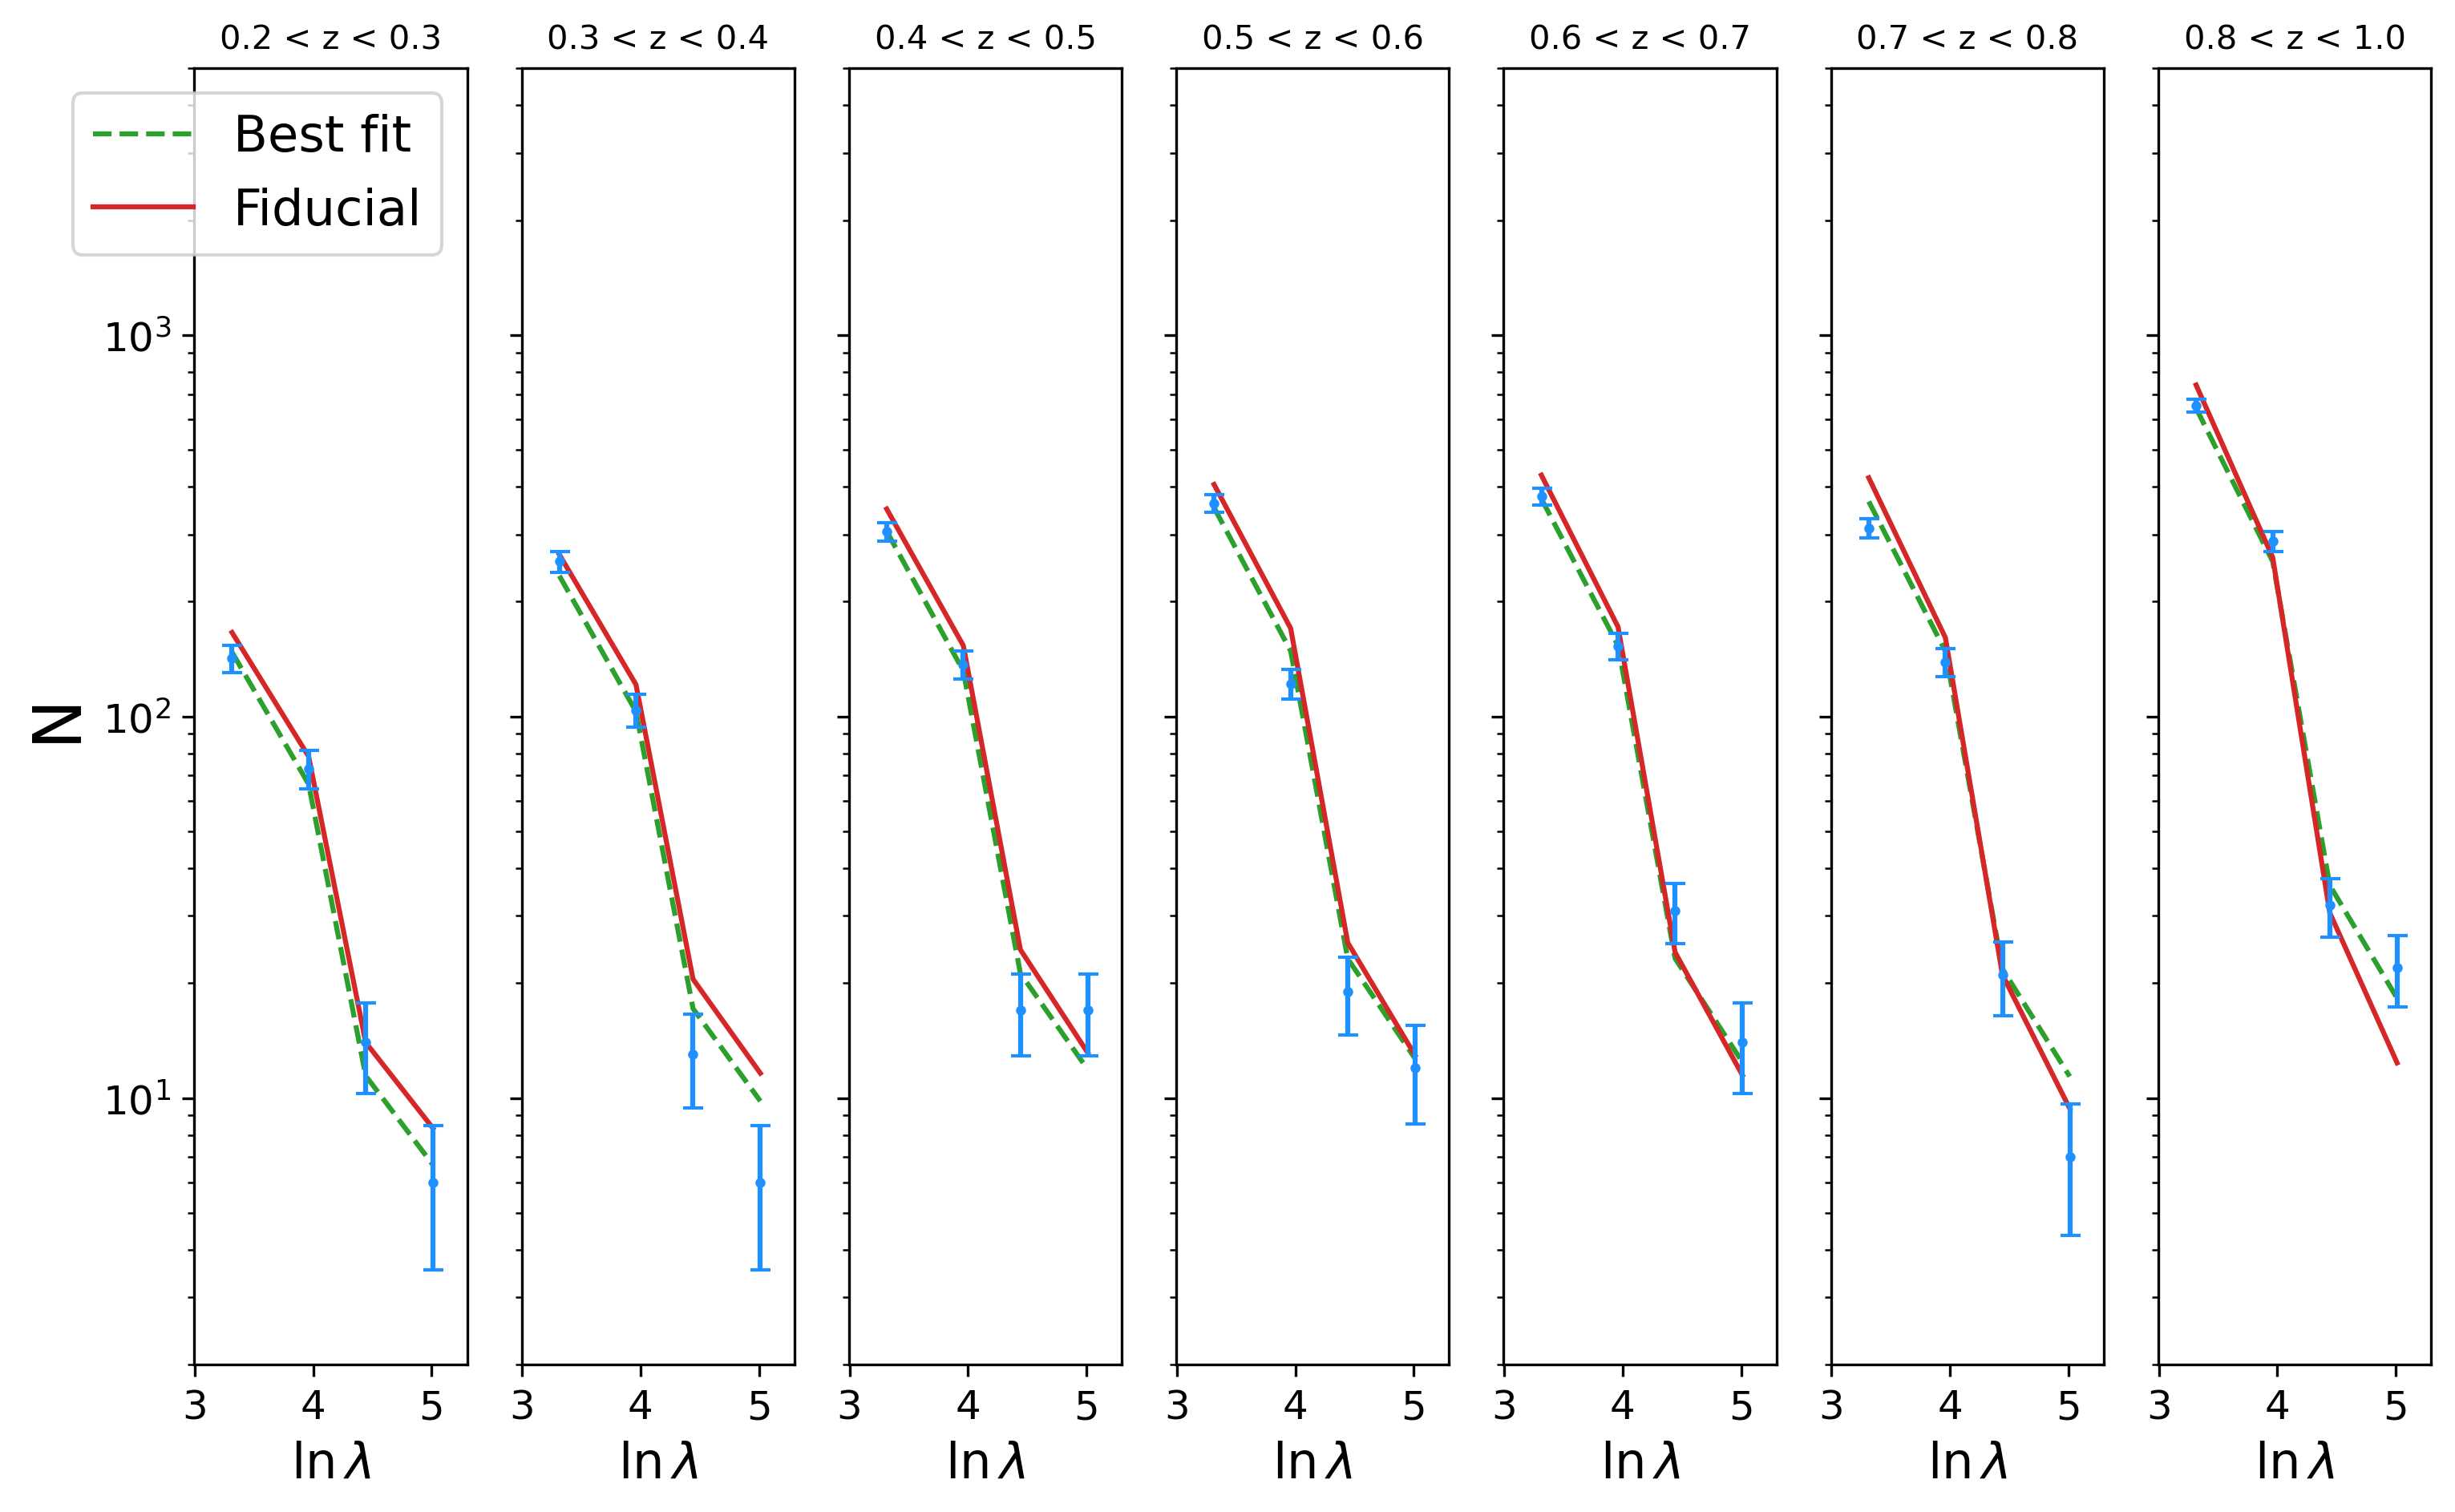 0.2 < z < 0.3
0.3 < z < 0.4
0.4 < z < 0.5
0.5 < z < 0.6
0.6 < z < 0.7
0.7 < z < 0.8
0.8 < z < 1.0
Best fit
Fiducial
10³
10²
10¹
N
3 4 5
3 4 5
3 4 5
3 4 5
3 4 5
3 4 5
3 4 5
ln λ
ln λ
ln λ
ln λ
ln λ
ln λ
ln λ